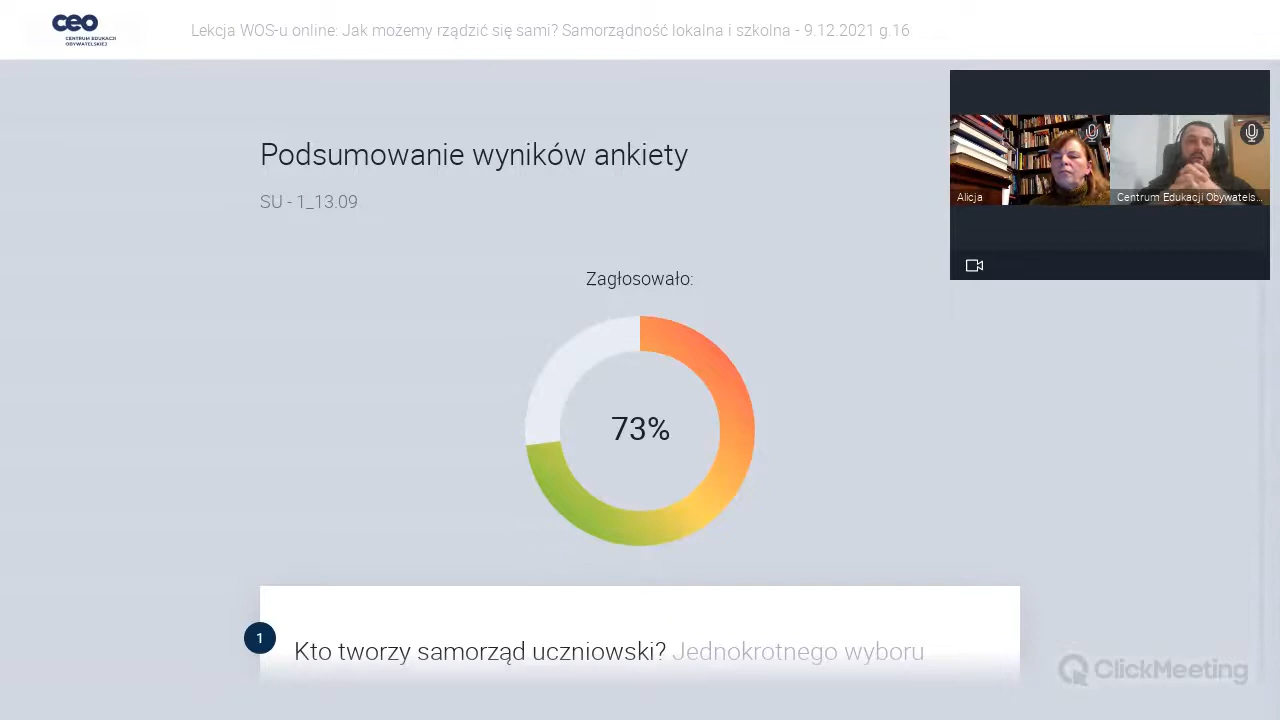 ceo
CENTRUM EDUKACJI
OBYWATELSKIEJ
Lekcja WOS-u online: Jak możemy rządzić się sami? Samorządność lokalna i szkolna - 9.12.2021 g.16
Alicja
Centrum Edukacji Obywatels...
Podsumowanie wyników ankiety
SU - 1_13.09
Zagłosowało:
73%
1
Kto tworzy samorząd uczniowski? Jednokrotnego wyboru
ClickMeeting